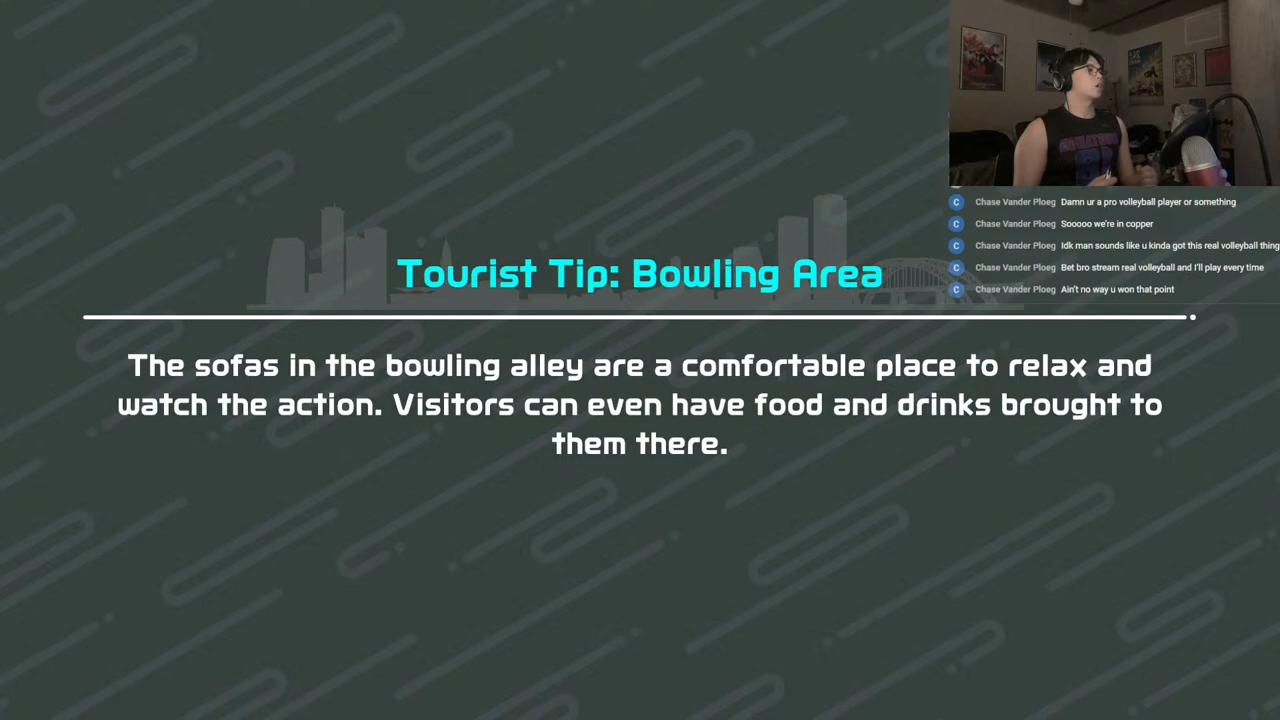 C Chase Vander Ploeg Damn ur a pro volleyball player or something
C Chase Vander Ploeg Sooooo we're in copper
C Chase Vander Ploeg Idk man sounds like u kinda got this real volleyball thing
C Chase Vander Ploeg Bet bro stream real volleyball and I'll play every time
C Chase Vander Ploeg Ain't no way u won that point
Tourist Tip: Bowling Area
The sofas in the bowling alley are a comfortable place to relax and
watch the action. Visitors can even have food and drinks brought to
them there.